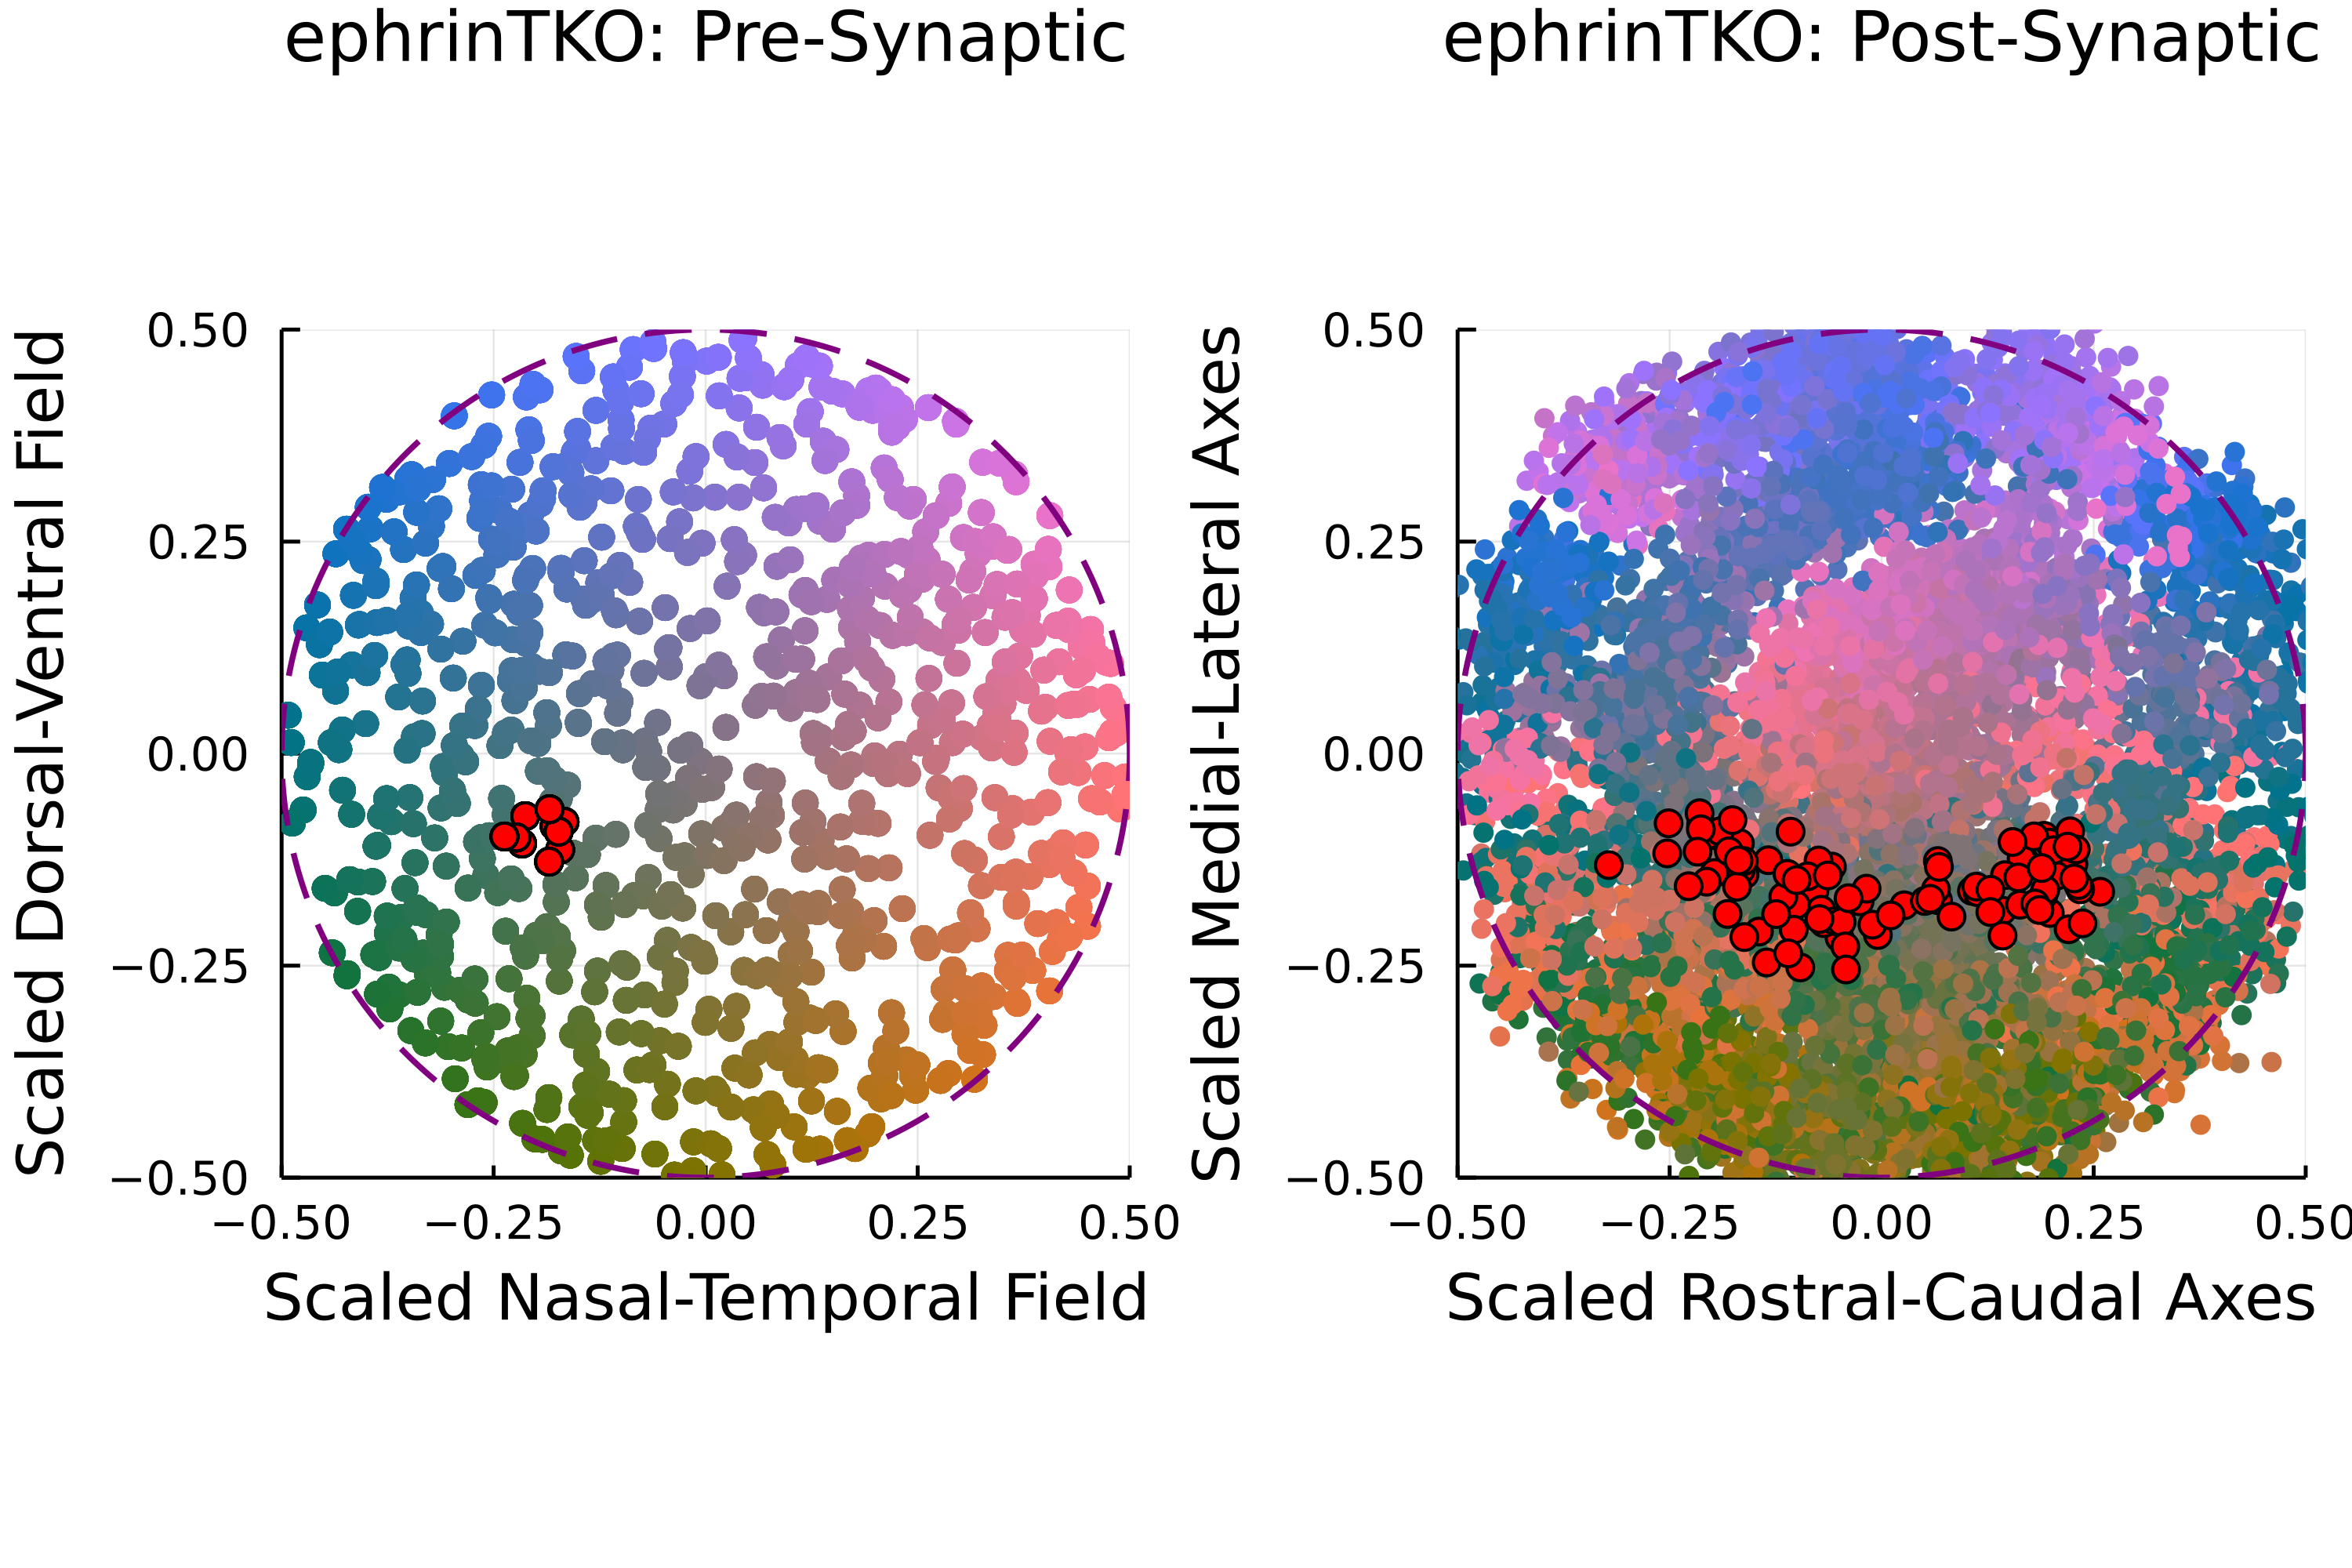 ephrinTKO: Pre-Synaptic
Scaled Dorsal-Ventral Field
0.50
0.25
0.00
−0.25
−0.50
−0.50 −0.25 0.00 0.25 0.50
Scaled Nasal-Temporal Field
ephrinTKO: Post-Synaptic
Scaled Medial-Lateral Axes
0.50
0.25
0.00
−0.25
−0.50
−0.50 −0.25 0.00 0.25 0.50
Scaled Rostral-Caudal Axes